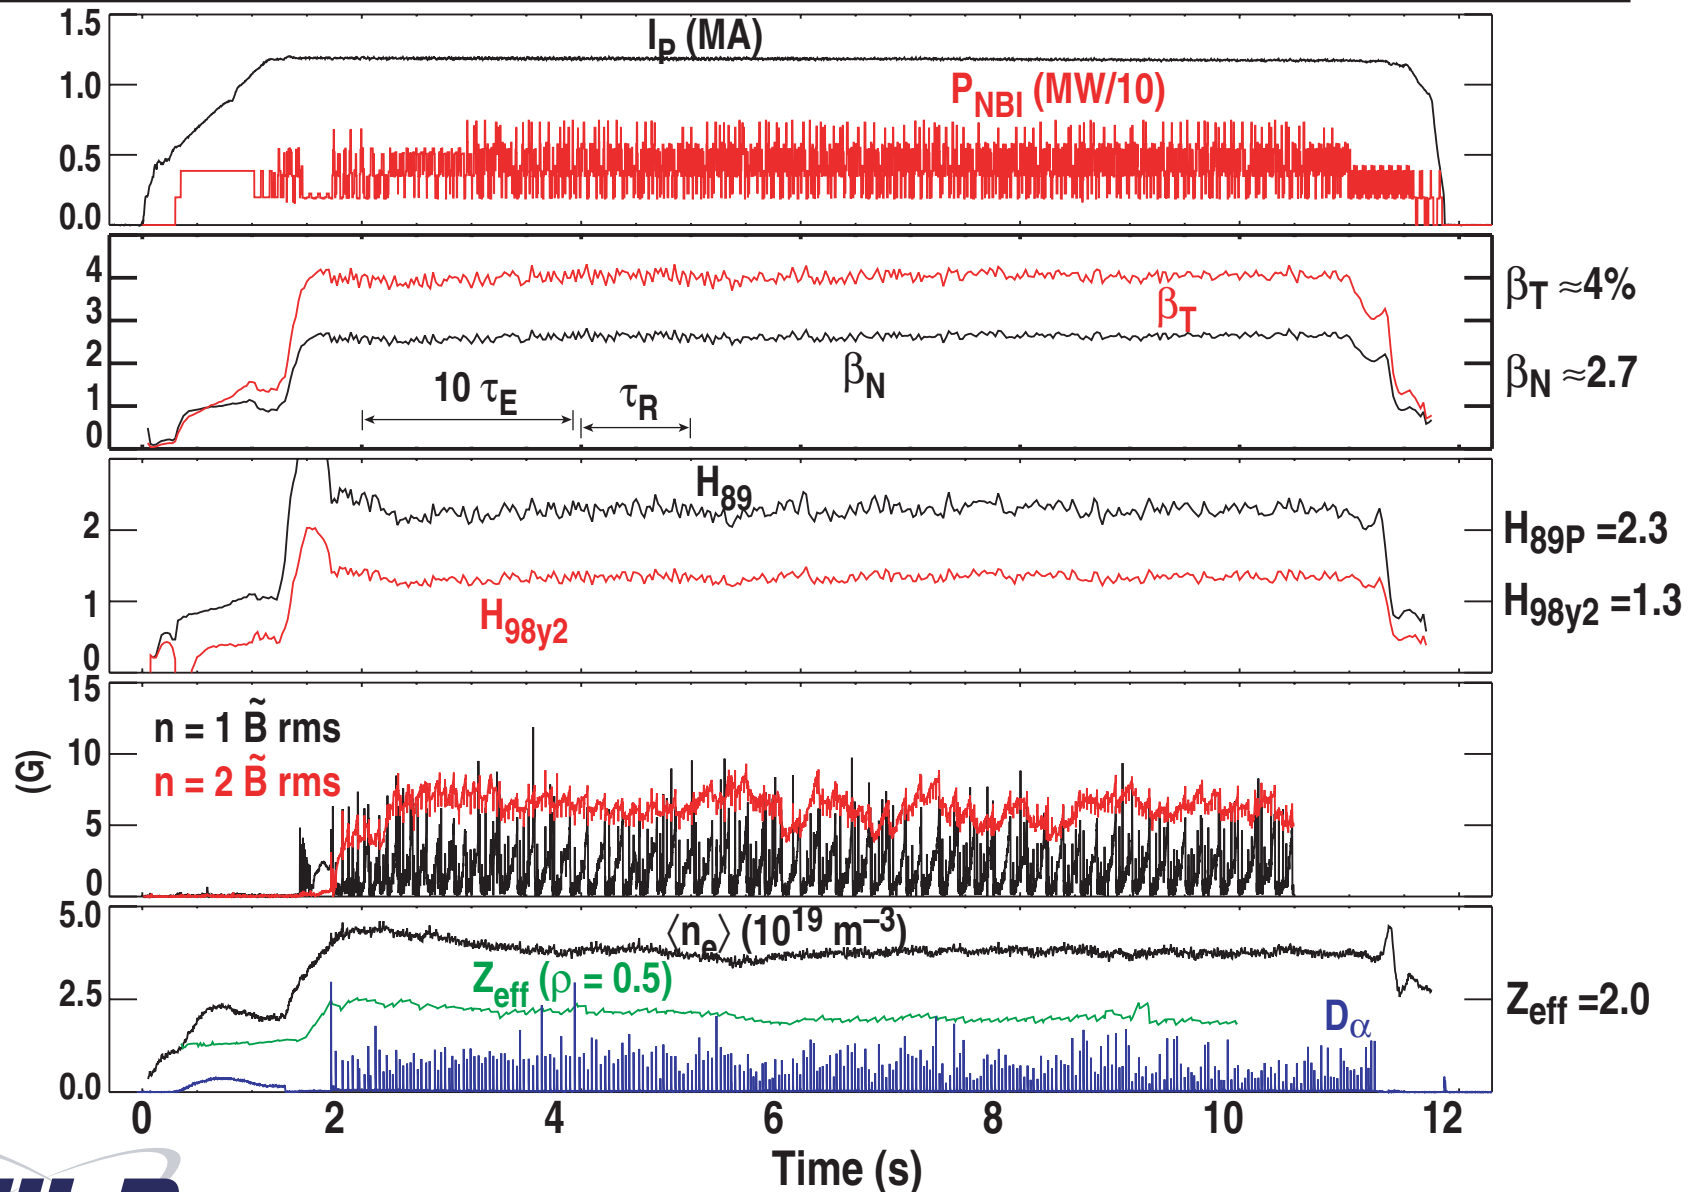 1.5
I_P (MA)
1.0
P_NBI (MW/10)
0.5
0.0
4
3
2
1
0
β_T
β_N
10 τ_E
τ_R
β_T ≈4%
β_N ≈2.7
H_89
2
1
0
H_98y2
H_89P =2.3
H_98y2 =1.3
15
n = 1 B̃ rms
10
n = 2 B̃ rms
(G)
5
0
5.0
⟨n_e⟩ (10^19 m^–3)
Z_eff (ρ = 0.5)
2.5
D_α
Z_eff =2.0
0.0
0 2 4 6 8 10 12
Time (s)